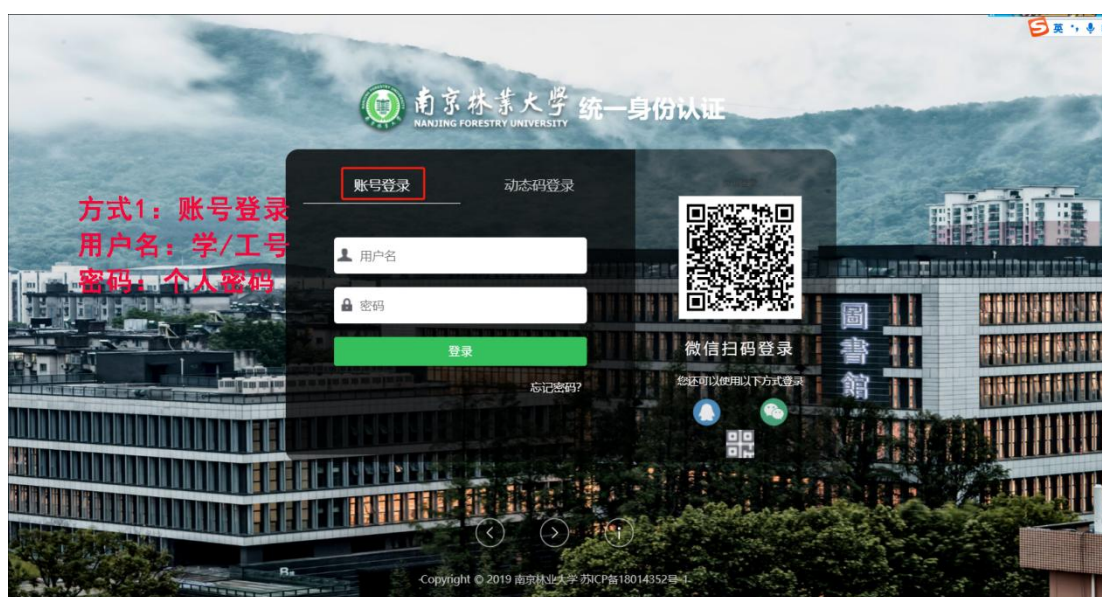 英
南京林業大學
NANJING FORESTRY UNIVERSITY
统一身份认证
账号登录
动态码登录
方式1：账号登录
用户名：学/工号
密码：个人密码
用户名
密码
登录
忘记密码?
微信扫码登录
您还可以使用以下方式登录
圖書館
Copyright © 2019 南京林业大学 苏ICP备18014352号-1